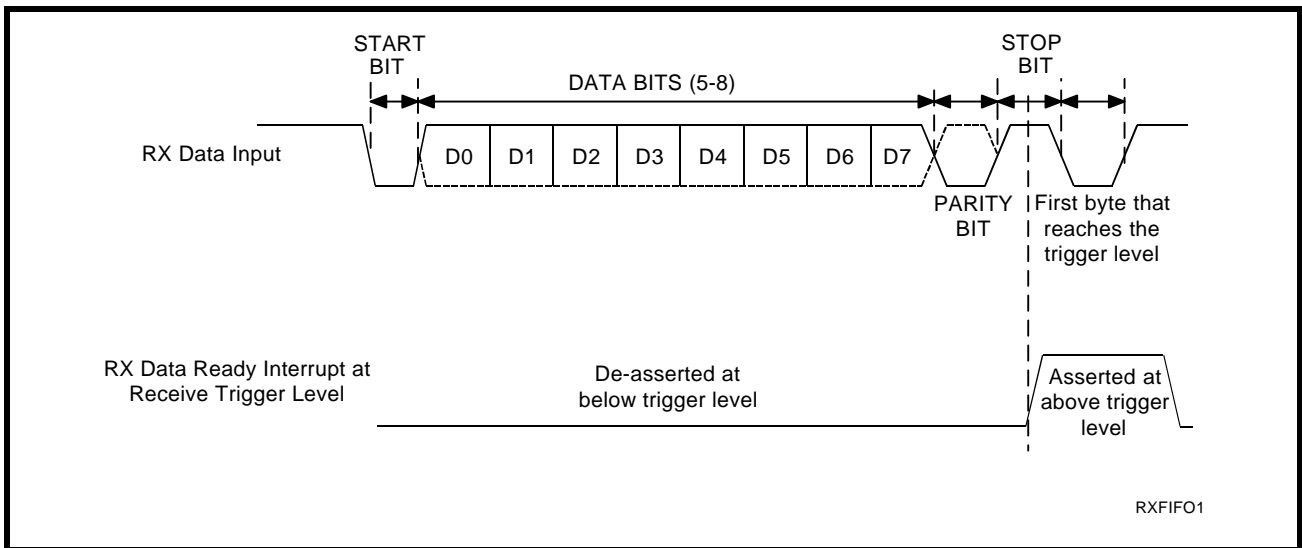 START
BIT
STOP
BIT
DATA BITS (5-8)
RX Data Input
D0 D1 D2 D3 D4 D5 D6 D7
PARITY
BIT
First byte that
reaches the
trigger level
RX Data Ready Interrupt at
Receive Trigger Level
De-asserted at
below trigger level
Asserted at
above trigger
level
RXFIFO1